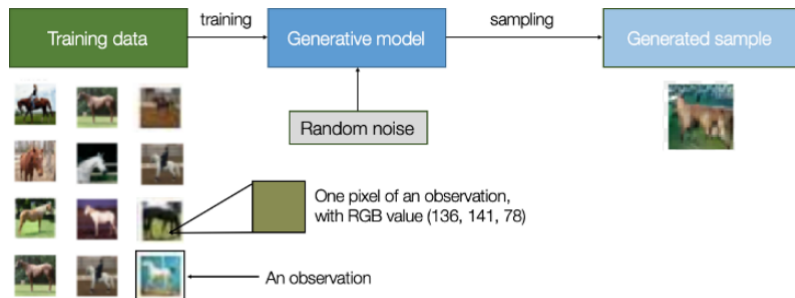 Training data
training
Generative model
sampling
Generated sample
Random noise
One pixel of an observation,
with RGB value (136, 141, 78)
An observation